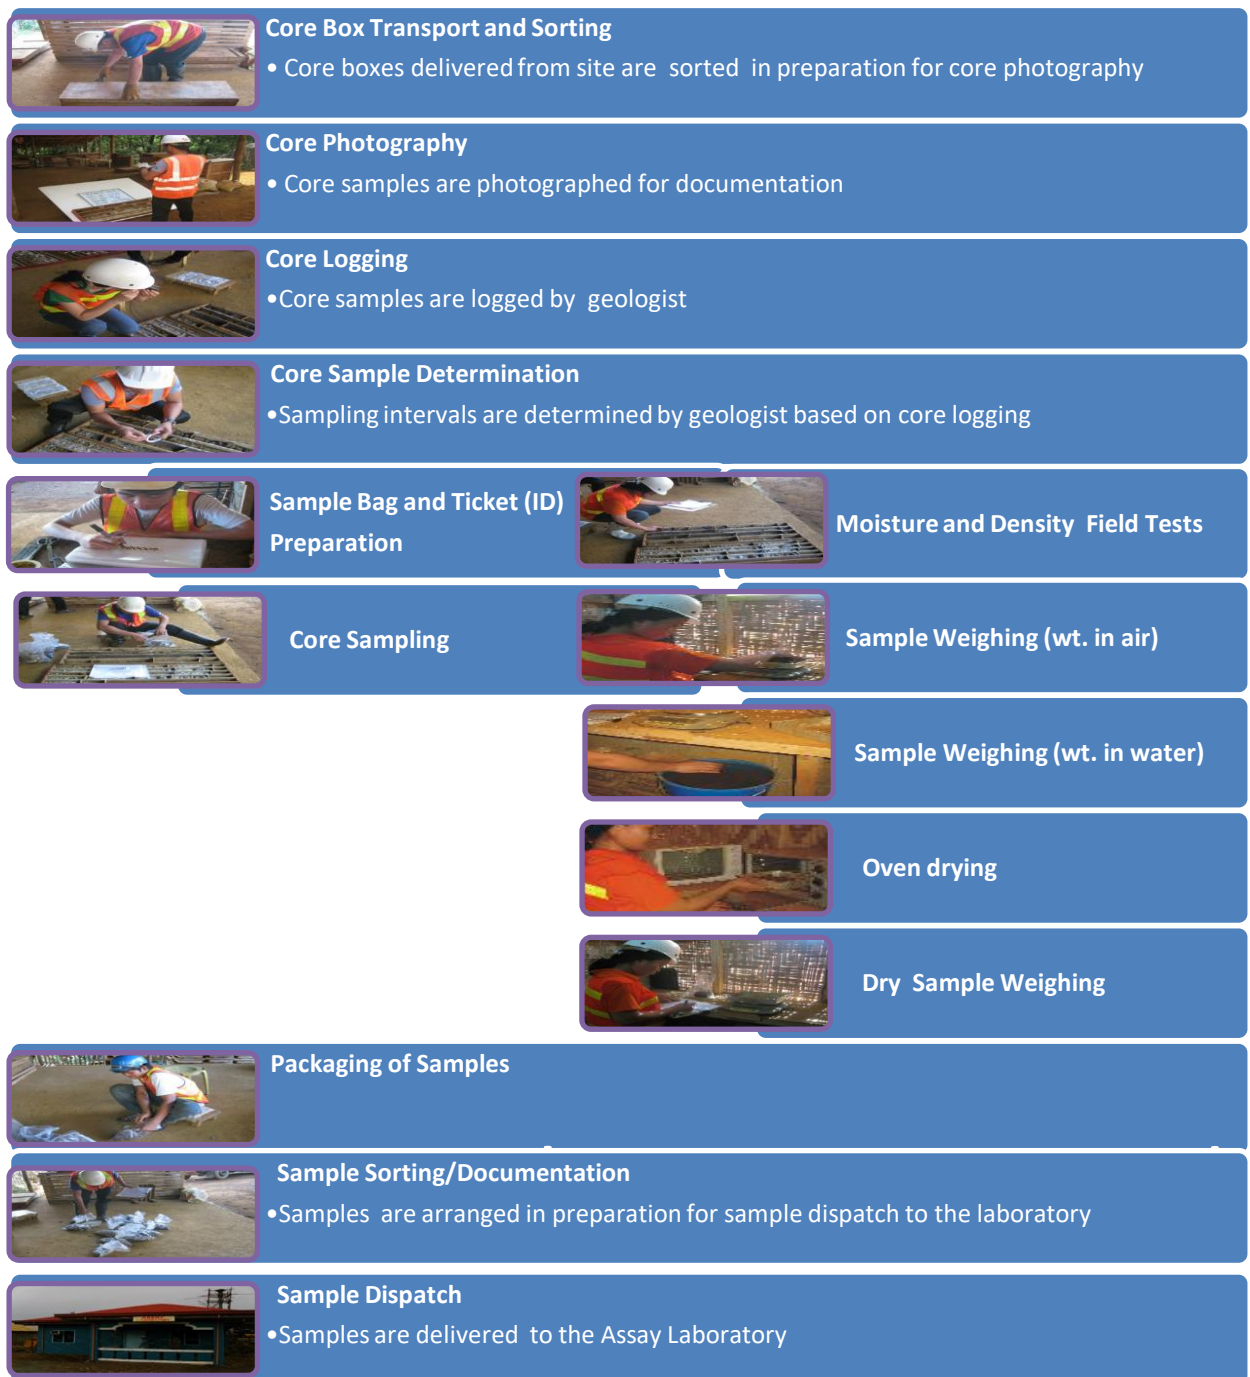 Core Box Transport and Sorting
• Core boxes delivered from site are sorted in preparation for core photography
Core Photography
• Core samples are photographed for documentation
Core Logging
•Core samples are logged by geologist
Core Sample Determination
•Sampling intervals are determined by geologist based on core logging
Sample Bag and Ticket (ID)
Preparation
Moisture and Density Field Tests
Core Sampling
Sample Weighing (wt. in air)
Sample Weighing (wt. in water)
Oven drying
Dry Sample Weighing
Packaging of Samples
Sample Sorting/Documentation
•Samples are arranged in preparation for sample dispatch to the laboratory
Sample Dispatch
•Samples are delivered to the Assay Laboratory